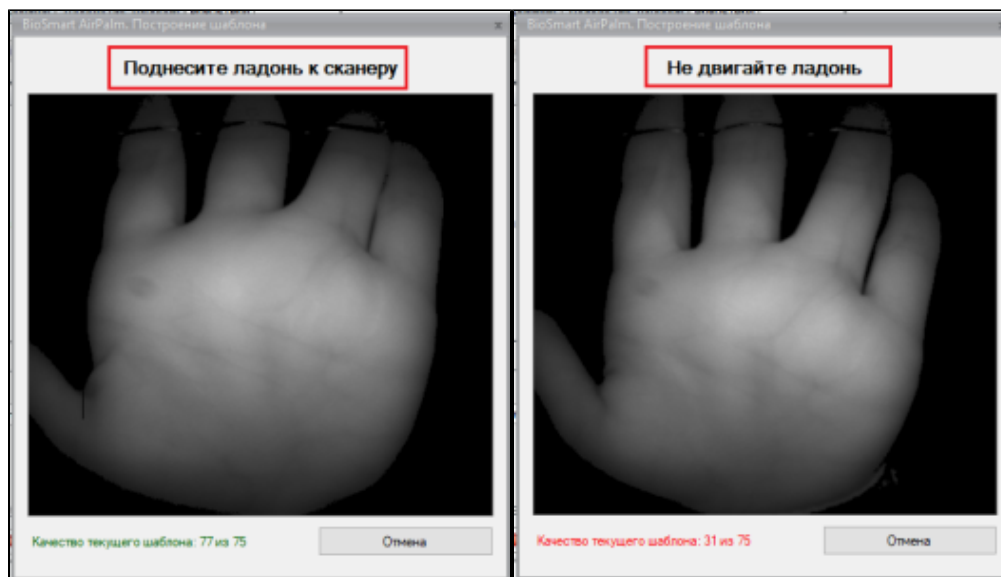 BioSmart AirPalm. Построение шаблона
Поднесите ладонь к сканеру
Качество текущего шаблона: 77 из 75
Отмена
BioSmart AirPalm. Построение шаблона
Не двигайте ладонь
Качество текущего шаблона: 31 из 75
Отмена